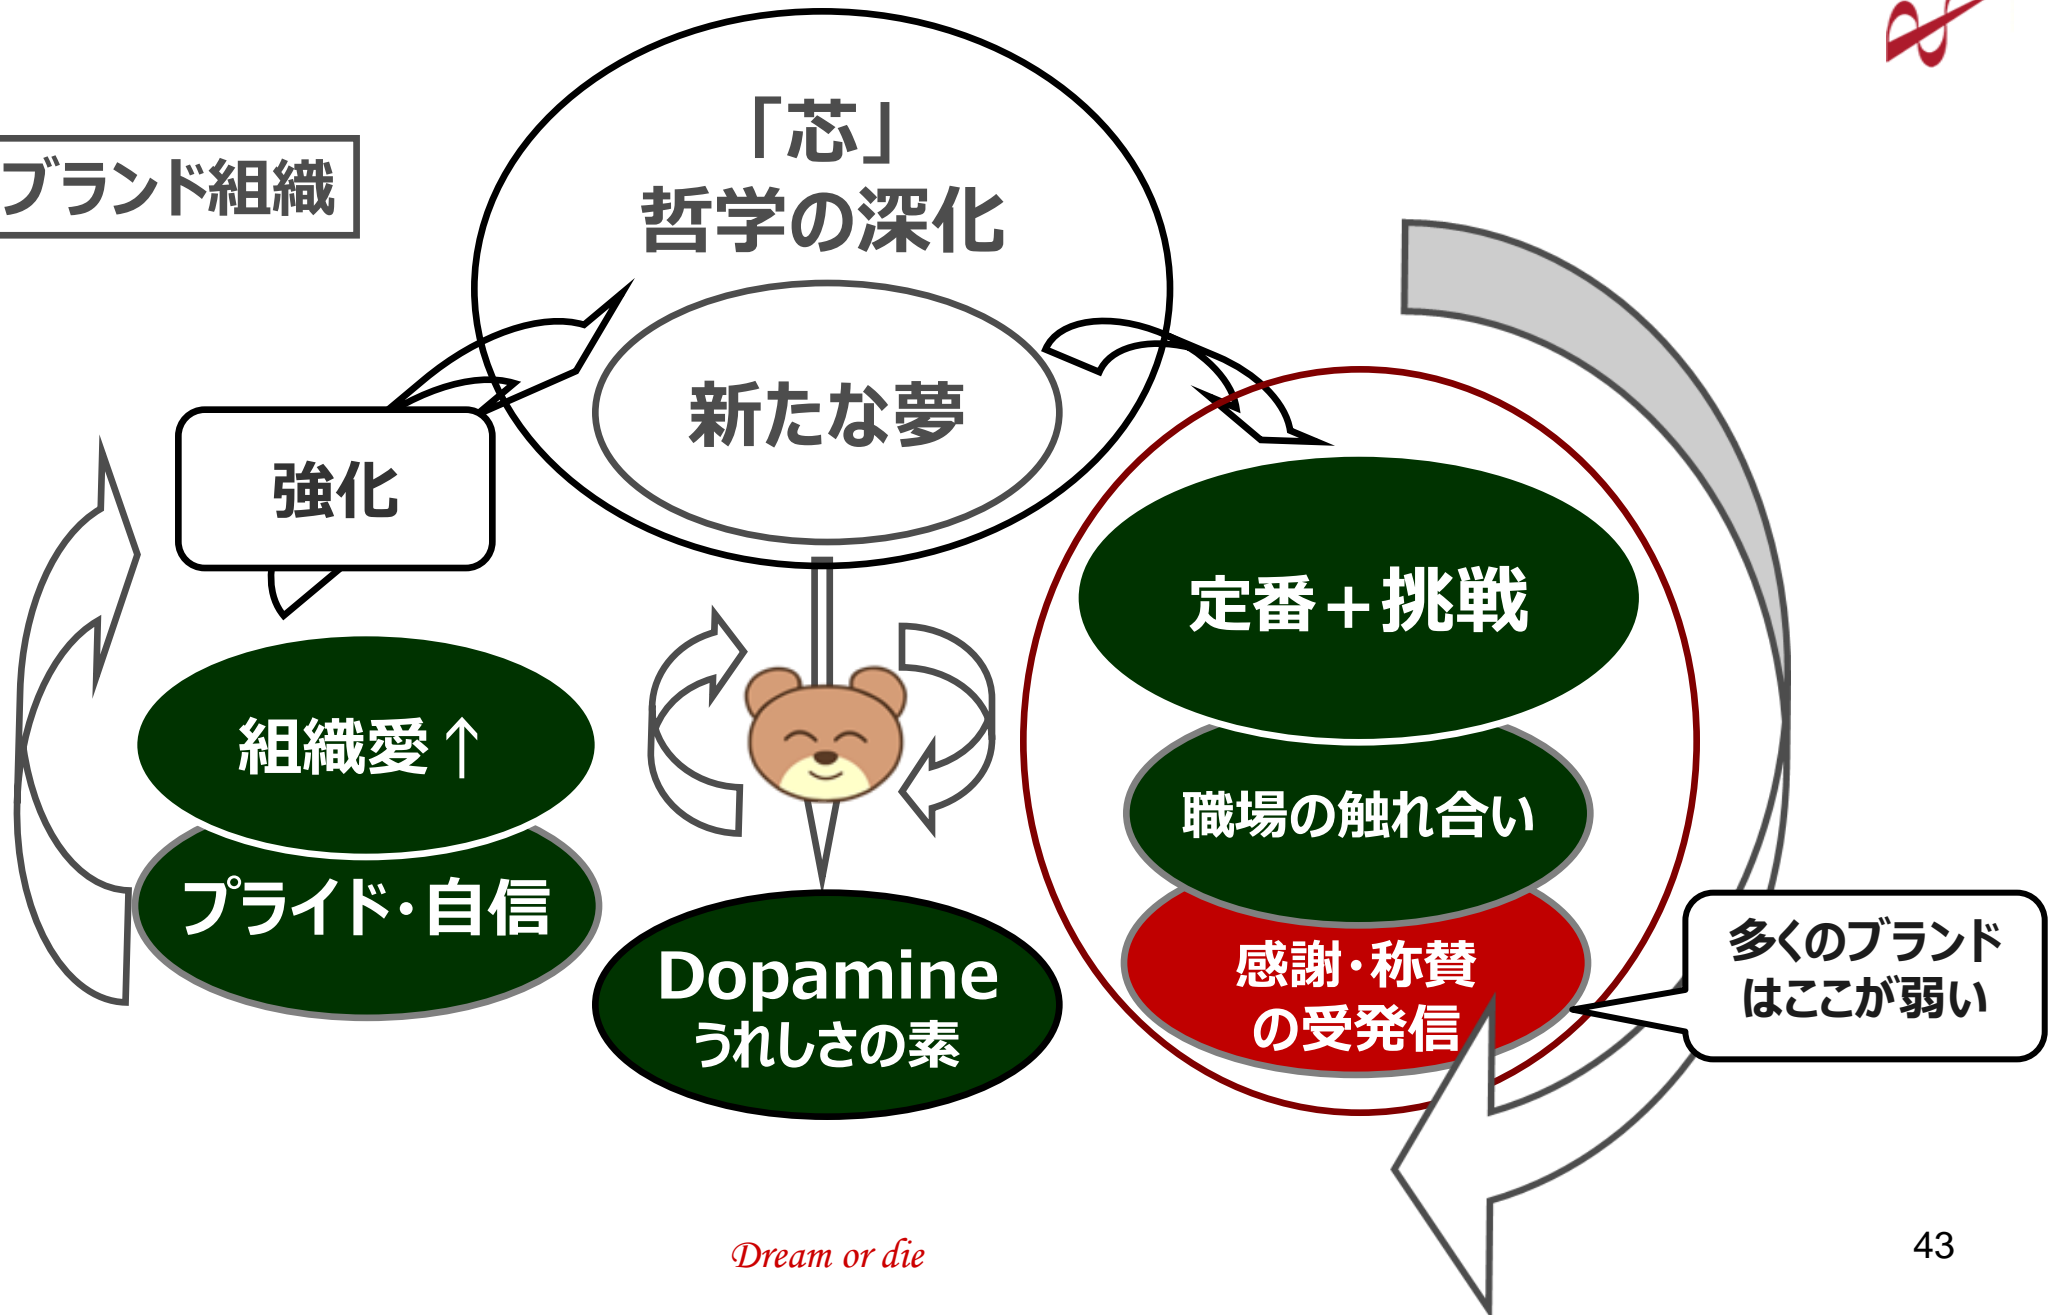 ブランド組織
「芯」
哲学の深化
新たな夢
強化
組織愛↑
プライド・自信
Dopamine
うれしさの素
定番＋挑戦
職場の触れ合い
感謝・称賛
の受発信
多くのブランド
はここが弱い
Dream or die
43